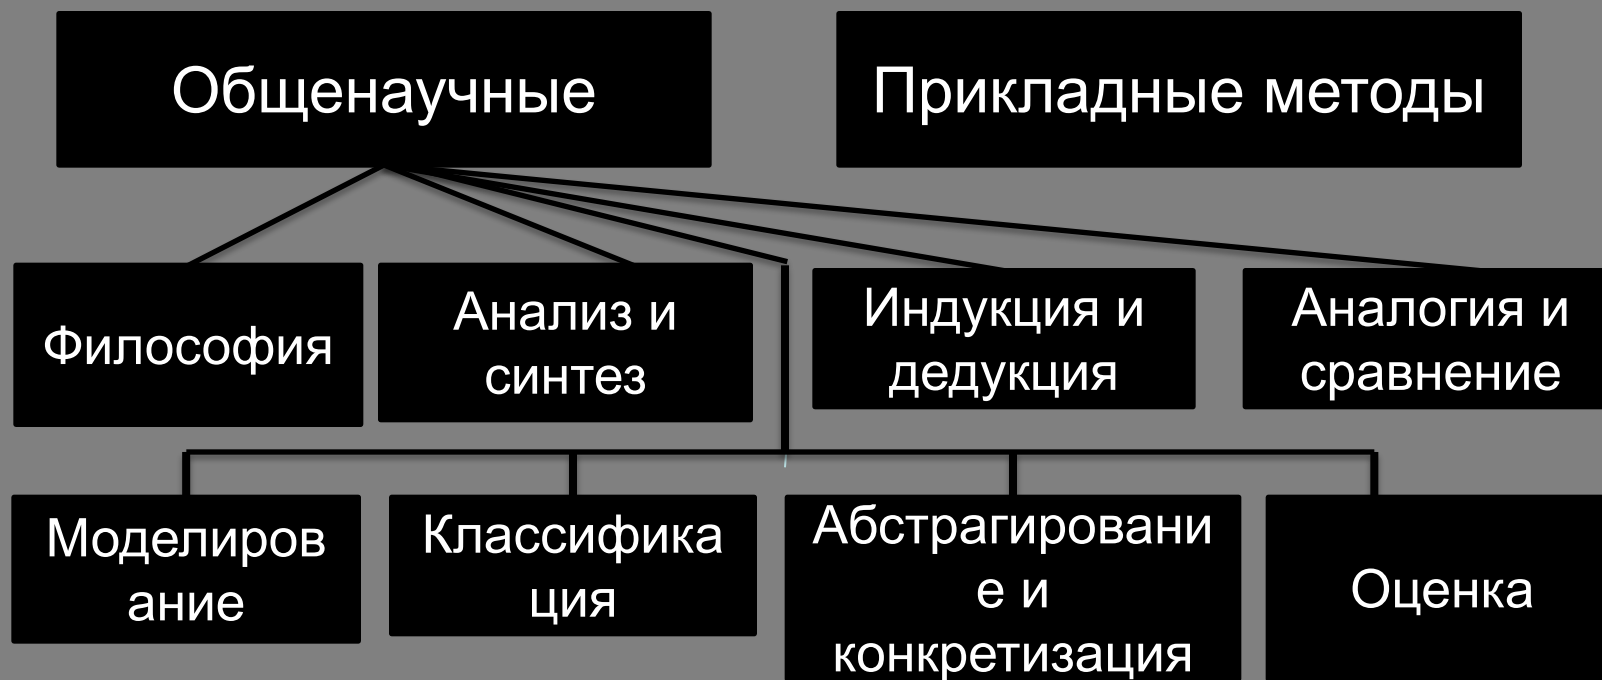 Общенаучные
Прикладные методы
Философия
Анализ и
синтез
Индукция и
дедукция
Аналогия и
сравнение
Моделиров
ание
Классифика
ция
Абстрагировани
е и
конкретизация
Оценка